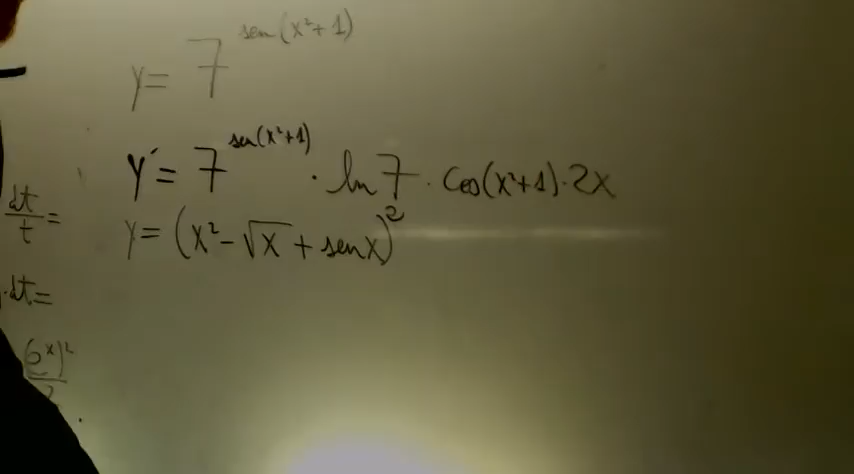 y = 7^sen(x²+1)
y' = 7^sen(x²+1) · ln 7 · cos(x²+1) · 2x
dt/t =
y = (x² - √x + senx)²
·dt =